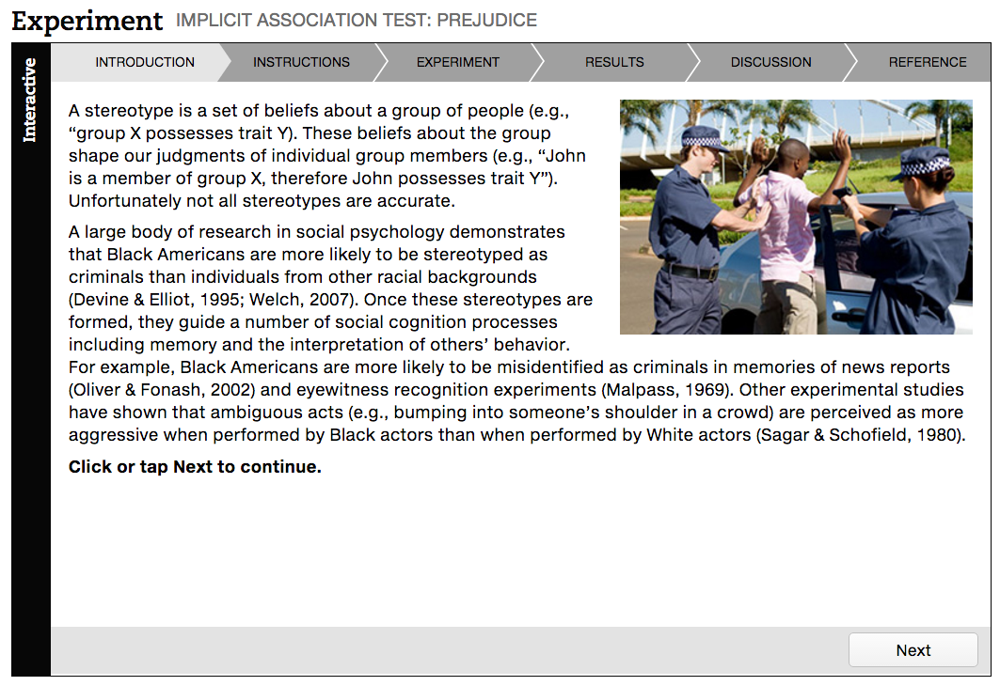 Experiment IMPLICIT ASSOCIATION TEST: PREJUDICE
Interactive
INTRODUCTION INSTRUCTIONS EXPERIMENT RESULTS DISCUSSION REFERENCE
A stereotype is a set of beliefs about a group of people (e.g.,
“group X possesses trait Y). These beliefs about the group
shape our judgments of individual group members (e.g., “John
is a member of group X, therefore John possesses trait Y”).
Unfortunately not all stereotypes are accurate.
A large body of research in social psychology demonstrates
that Black Americans are more likely to be stereotyped as
criminals than individuals from other racial backgrounds
(Devine & Elliot, 1995; Welch, 2007). Once these stereotypes are
formed, they guide a number of social cognition processes
including memory and the interpretation of others’ behavior.
For example, Black Americans are more likely to be misidentified as criminals in memories of news reports
(Oliver & Fonash, 2002) and eyewitness recognition experiments (Malpass, 1969). Other experimental studies
have shown that ambiguous acts (e.g., bumping into someone’s shoulder in a crowd) are perceived as more
aggressive when performed by Black actors than when performed by White actors (Sagar & Schofield, 1980).
Click or tap Next to continue.
Next